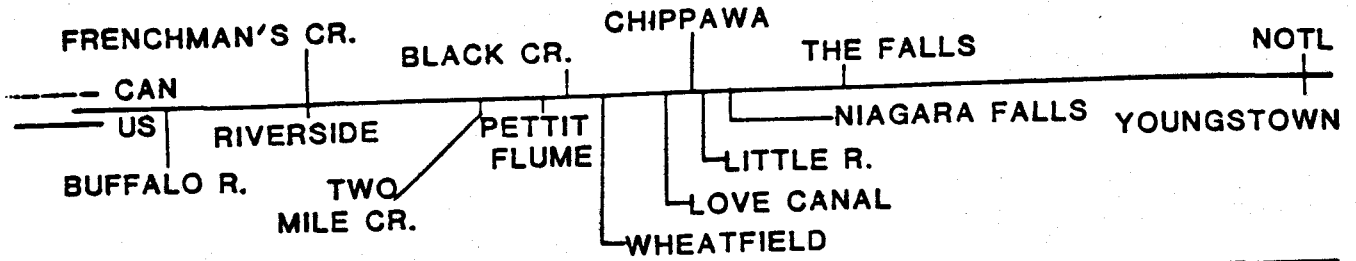 CHIPPAWA
FRENCHMAN'S CR.
BLACK CR.
THE FALLS
NOTL
CAN
US
RIVERSIDE
PETTIT
FLUME
NIAGARA FALLS
YOUNGSTOWN
BUFFALO R.
TWO
MILE CR.
LITTLE R.
LOVE CANAL
WHEATFIELD